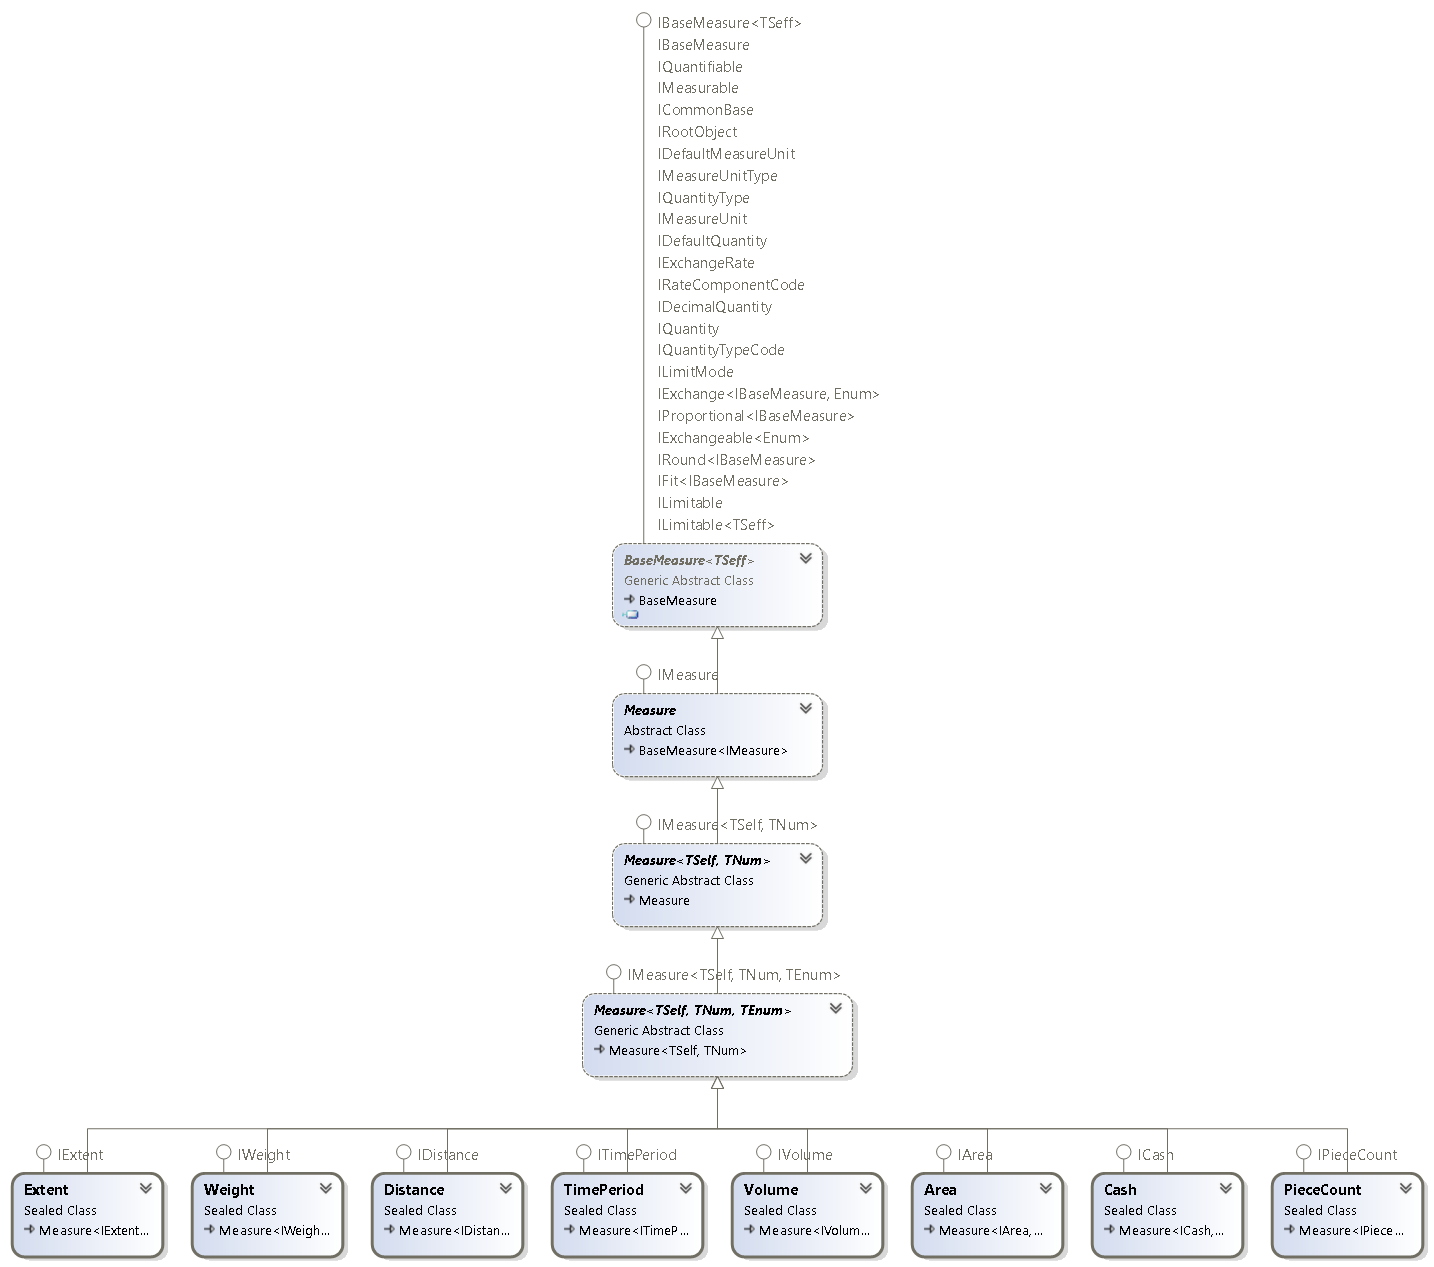 IBaseMeasure<TSeff>
IBaseMeasure
IQuantifiable
IMeasurable
ICommonBase
IRootObject
IDefaultMeasureUnit
IMeasureUnitType
IQuantityType
IMeasureUnit
IDefaultQuantity
IExchangeRate
IRateComponentCode
IDecimalQuantity
IQuantity
IQuantityTypeCode
ILimitMode
IExchange<IBaseMeasure, Enum>
IProportional<IBaseMeasure>
IExchangeable<Enum>
IRound<IBaseMeasure>
IFit<IBaseMeasure>
ILimitable
ILimitable<TSeff>
BaseMeasure<TSeff>
Generic Abstract Class
BaseMeasure
IMeasure
Measure
Abstract Class
BaseMeasure<IMeasure>
IMeasure<TSelf, TNum>
Measure<TSelf, TNum>
Generic Abstract Class
Measure
IMeasure<TSelf, TNum, TEnum>
Measure<TSelf, TNum, TEnum>
Generic Abstract Class
Measure<TSelf, TNum>
IExtent
Extent
Sealed Class
Measure<IExtent...
IWeight
Weight
Sealed Class
Measure<IWeigh...
IDistance
Distance
Sealed Class
Measure<IDistan...
ITimePeriod
TimePeriod
Sealed Class
Measure<ITimeP...
IVolume
Volume
Sealed Class
Measure<IVolum...
IArea
Area
Sealed Class
Measure<IArea,...
ICash
Cash
Sealed Class
Measure<ICash,...
IPieceCount
PieceCount
Sealed Class
Measure<IPiece...